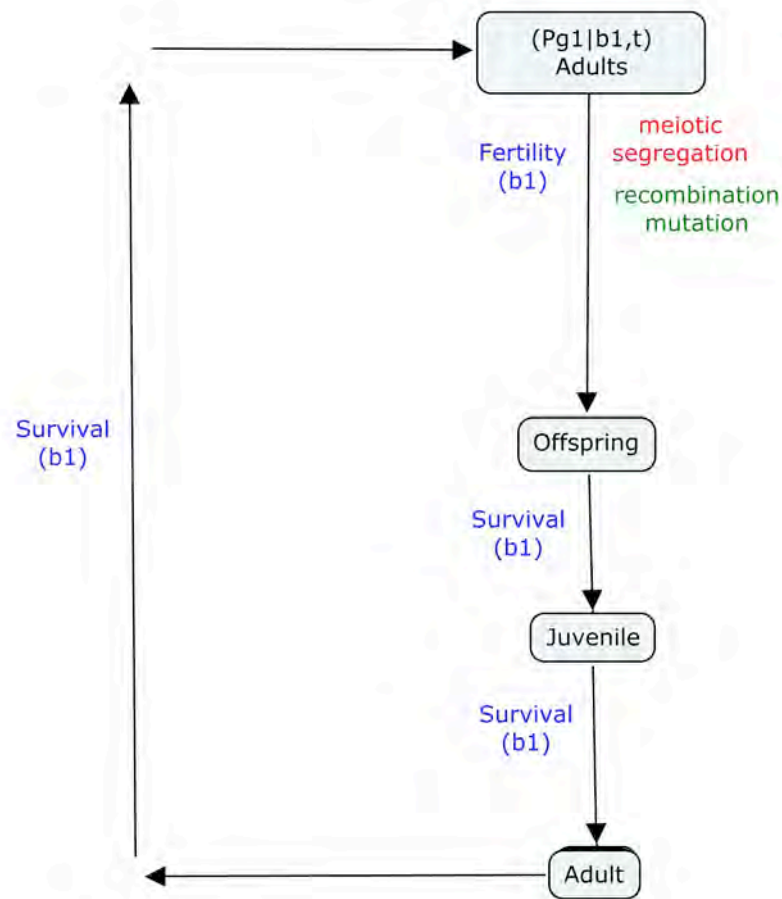 (Pg1|b1,t)
Adults
Fertility
(b1)
meiotic
segregation
recombination
mutation
Survival
(b1)
Offspring
Survival
(b1)
Juvenile
Survival
(b1)
Adult